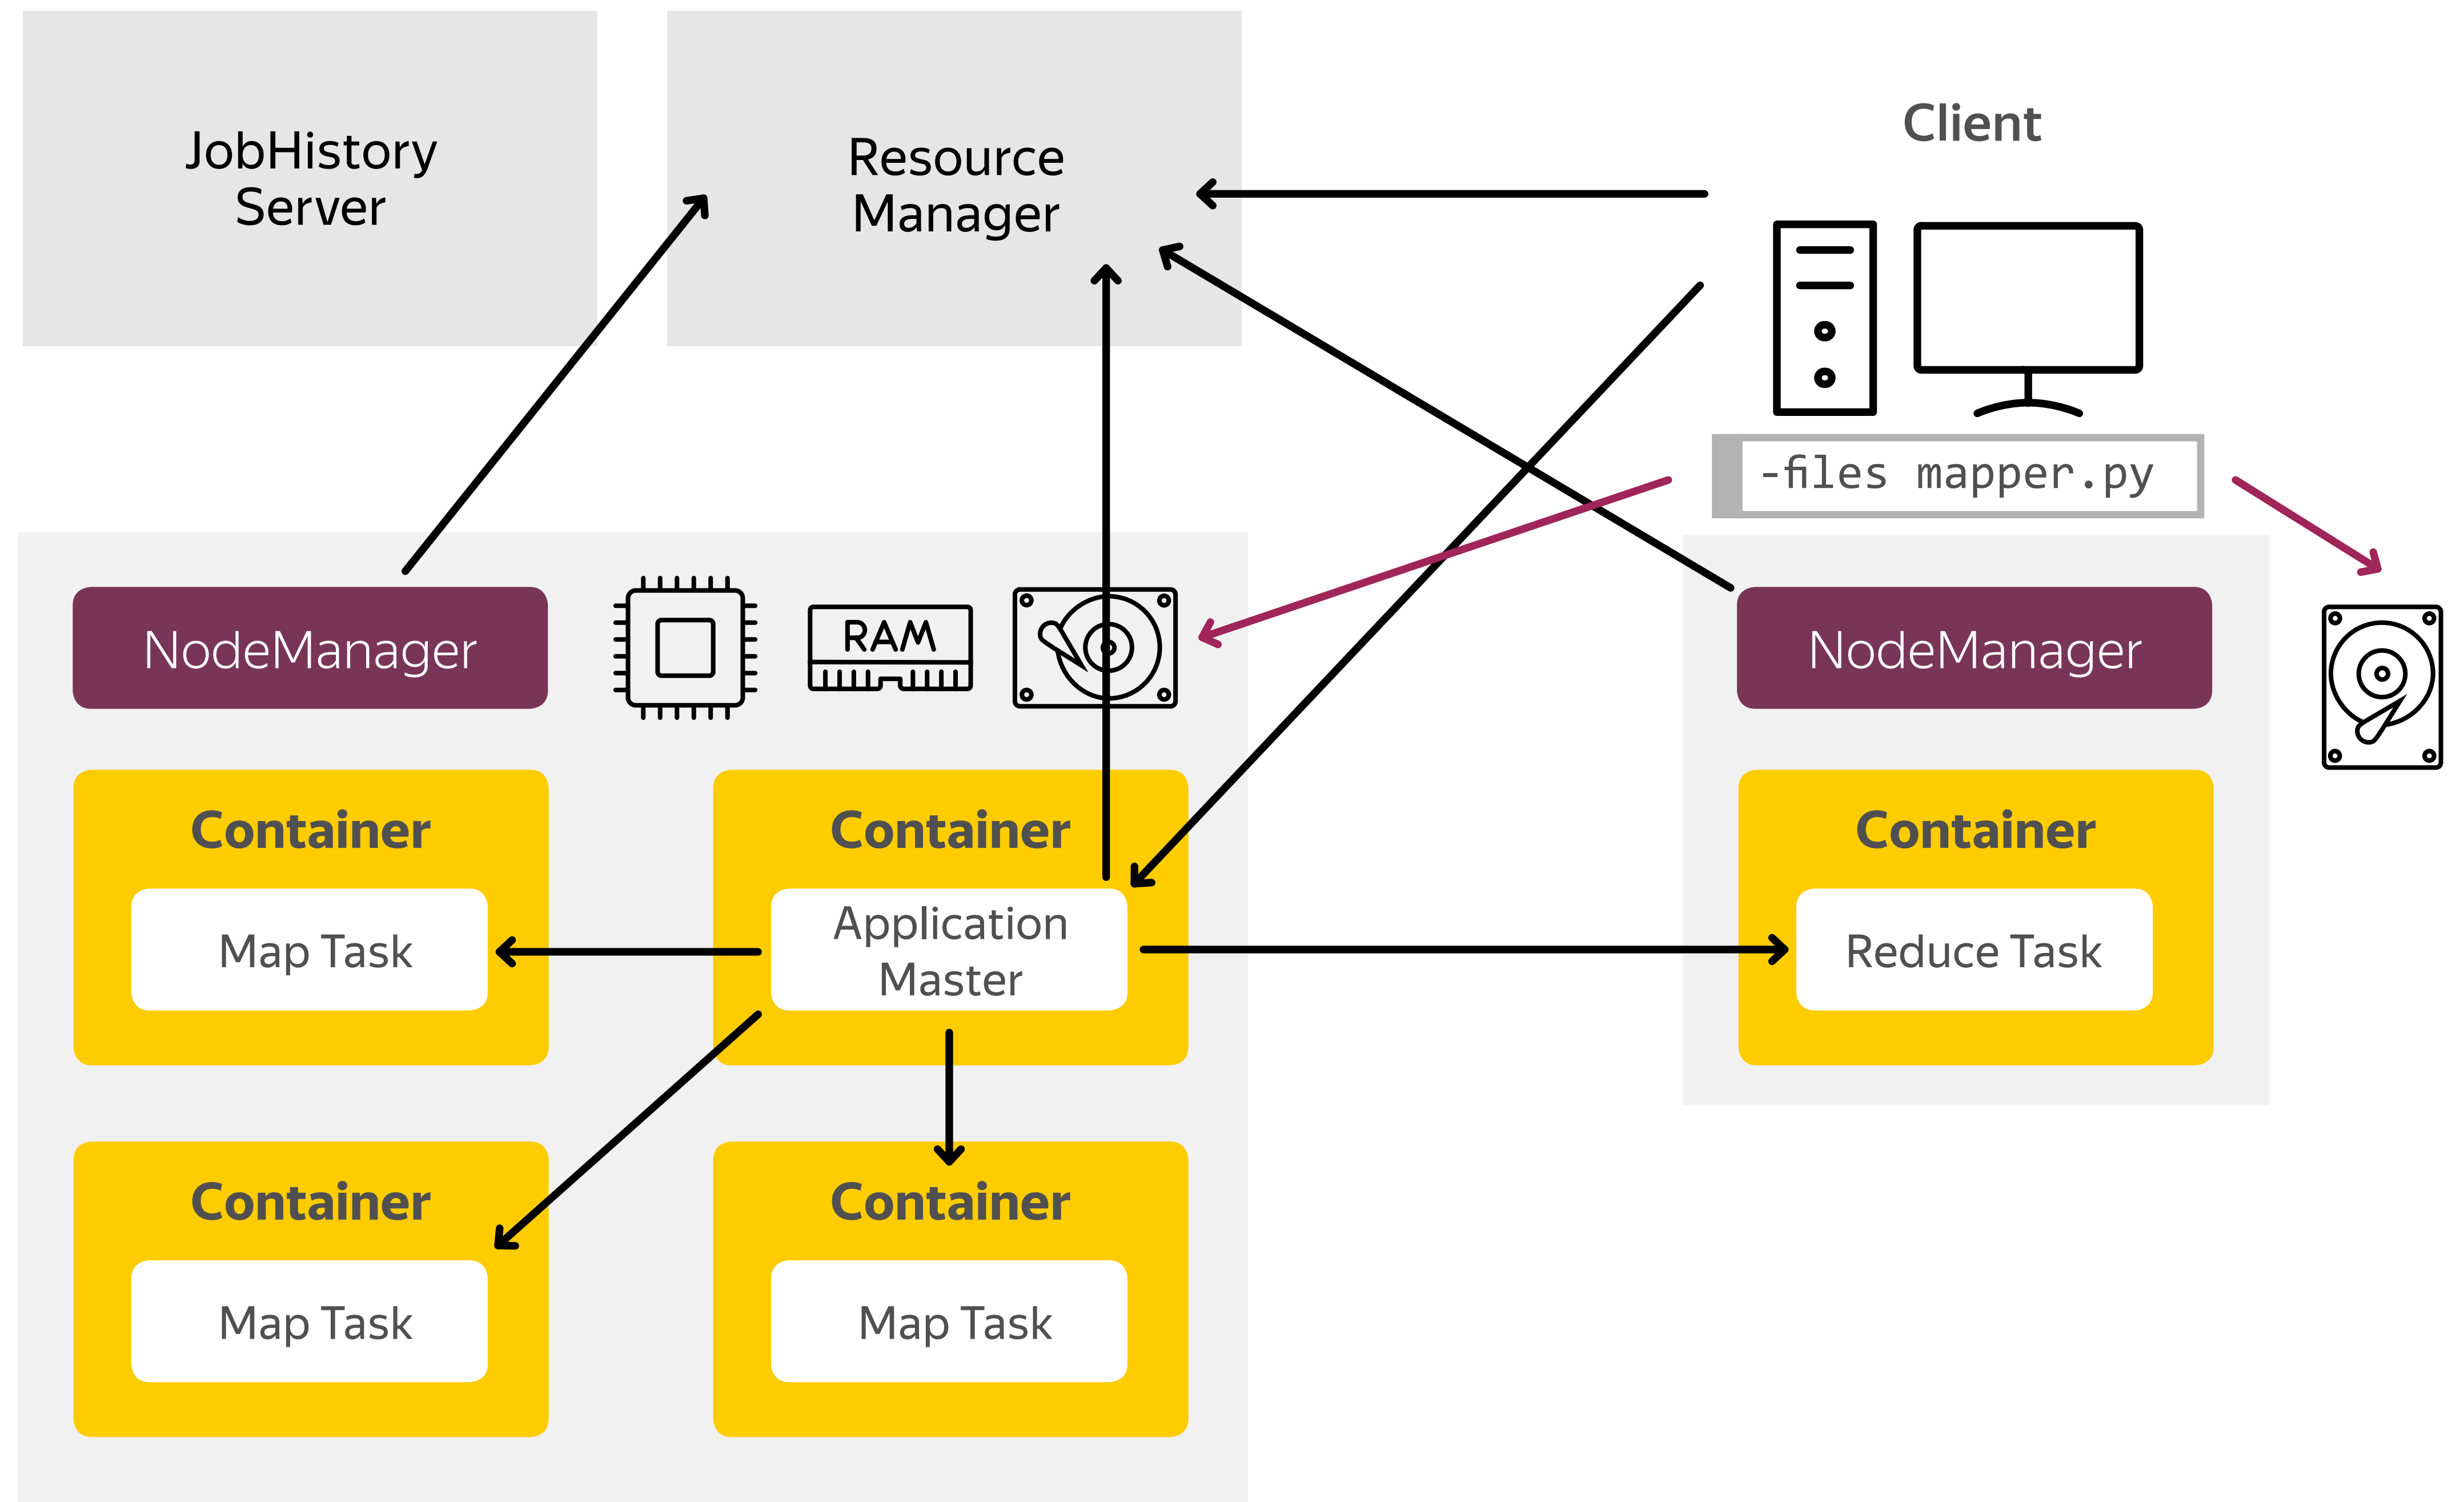 JobHistory
Server
Resource
Manager
Client
-files mapper.py
NodeManager
RAM
NodeManager
Container
Container
Container
Map Task
Application
Master
Reduce Task
Container
Container
Map Task
Map Task